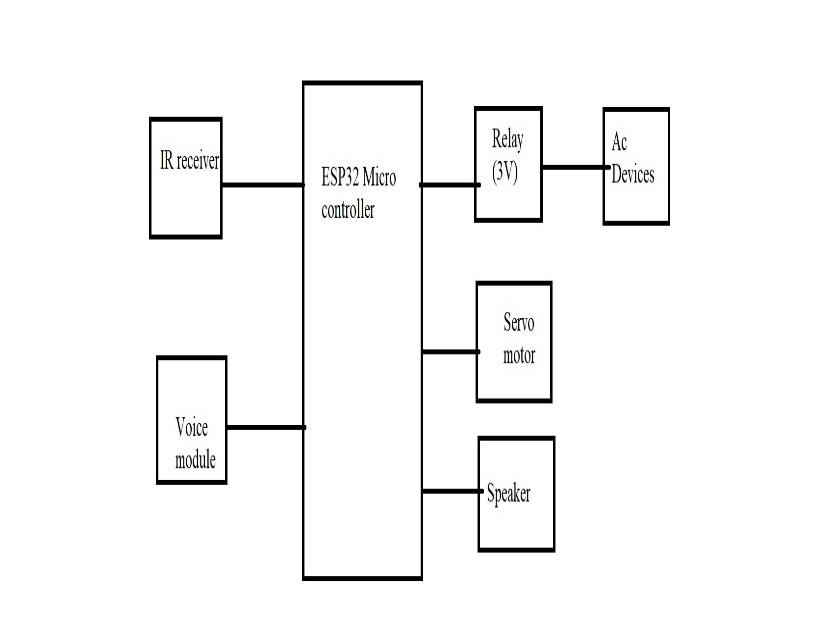 IR receiver
ESP32 Micro
controller
Relay
(3V)
Ac
Devices
Servo
motor
Voice
module
Speaker